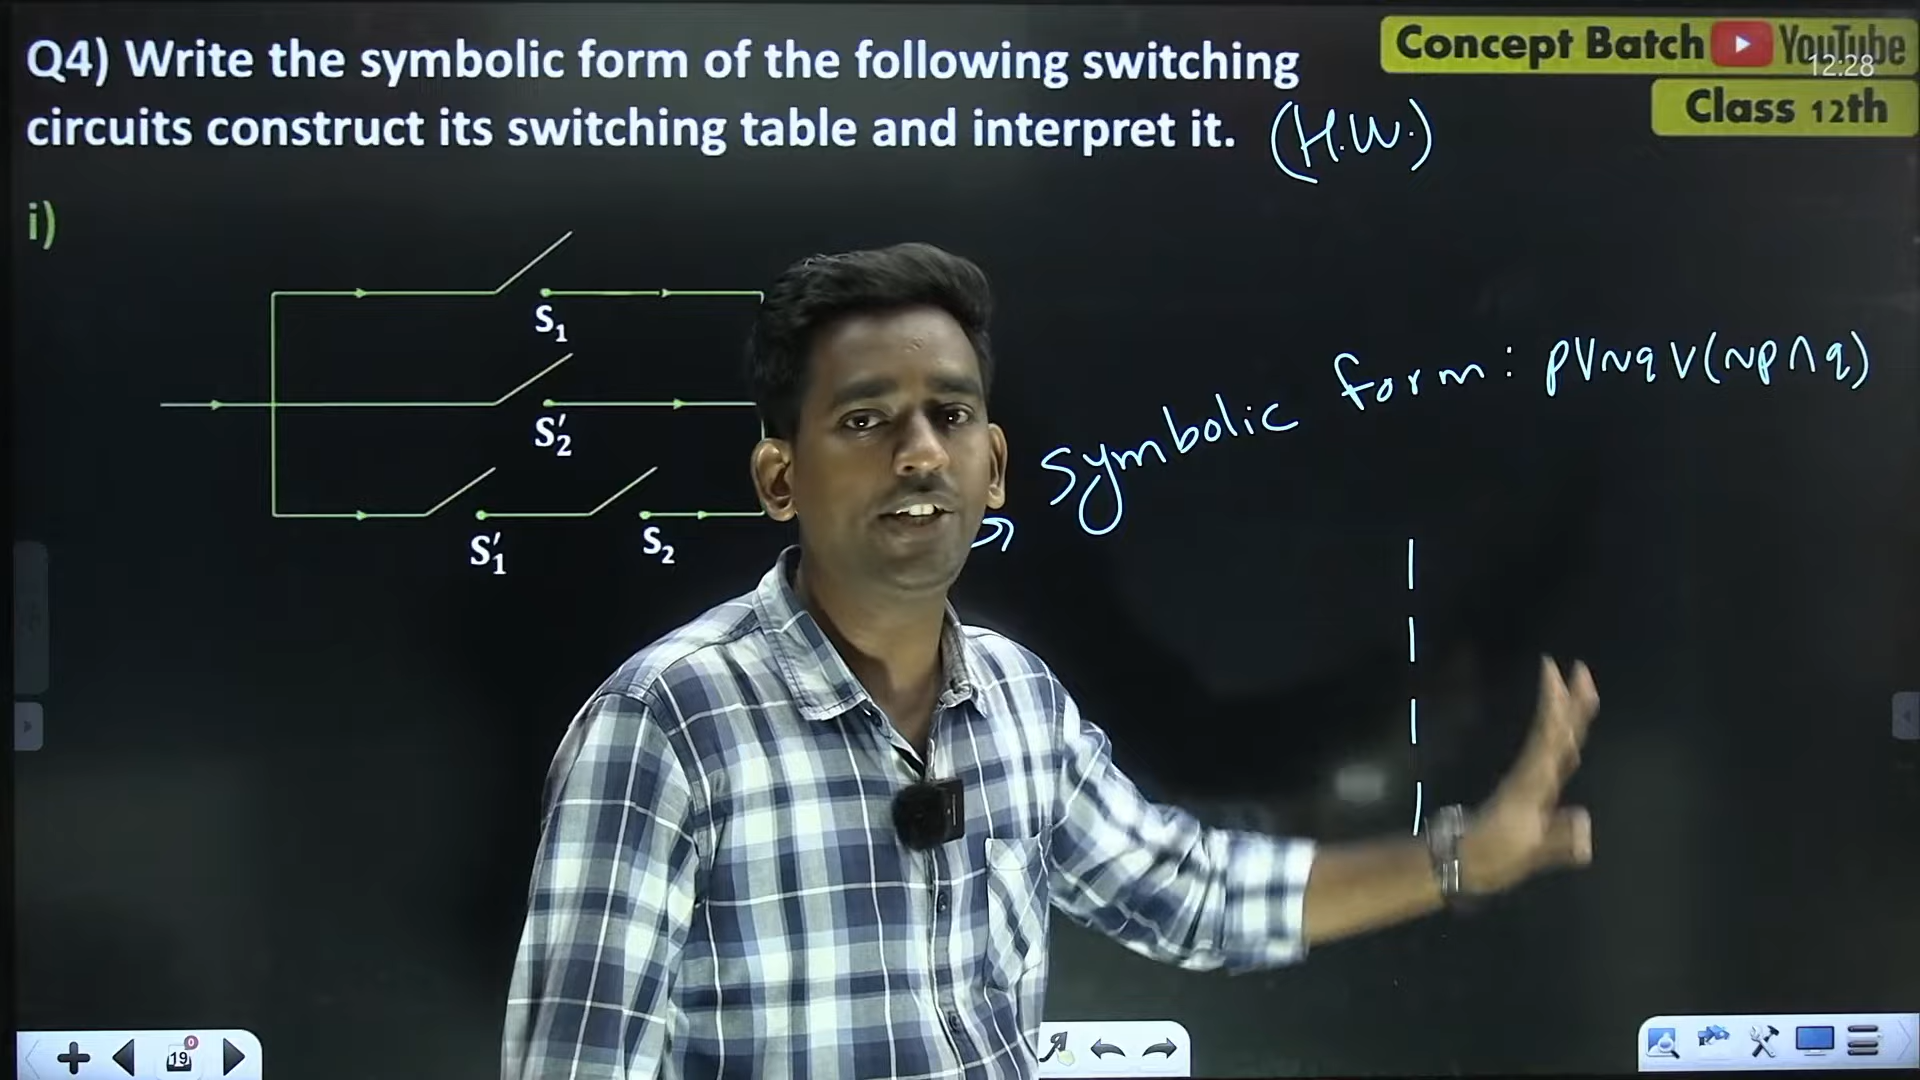 Q4) Write the symbolic form of the following switching
circuits construct its switching table and interpret it. (H.W.)
Concept Batch YouTube
12:28
Class 12th
i)
S₁
S₂′
S₁′ S₂
Symbolic form : p∨~q∨(~p∧q)
19
0